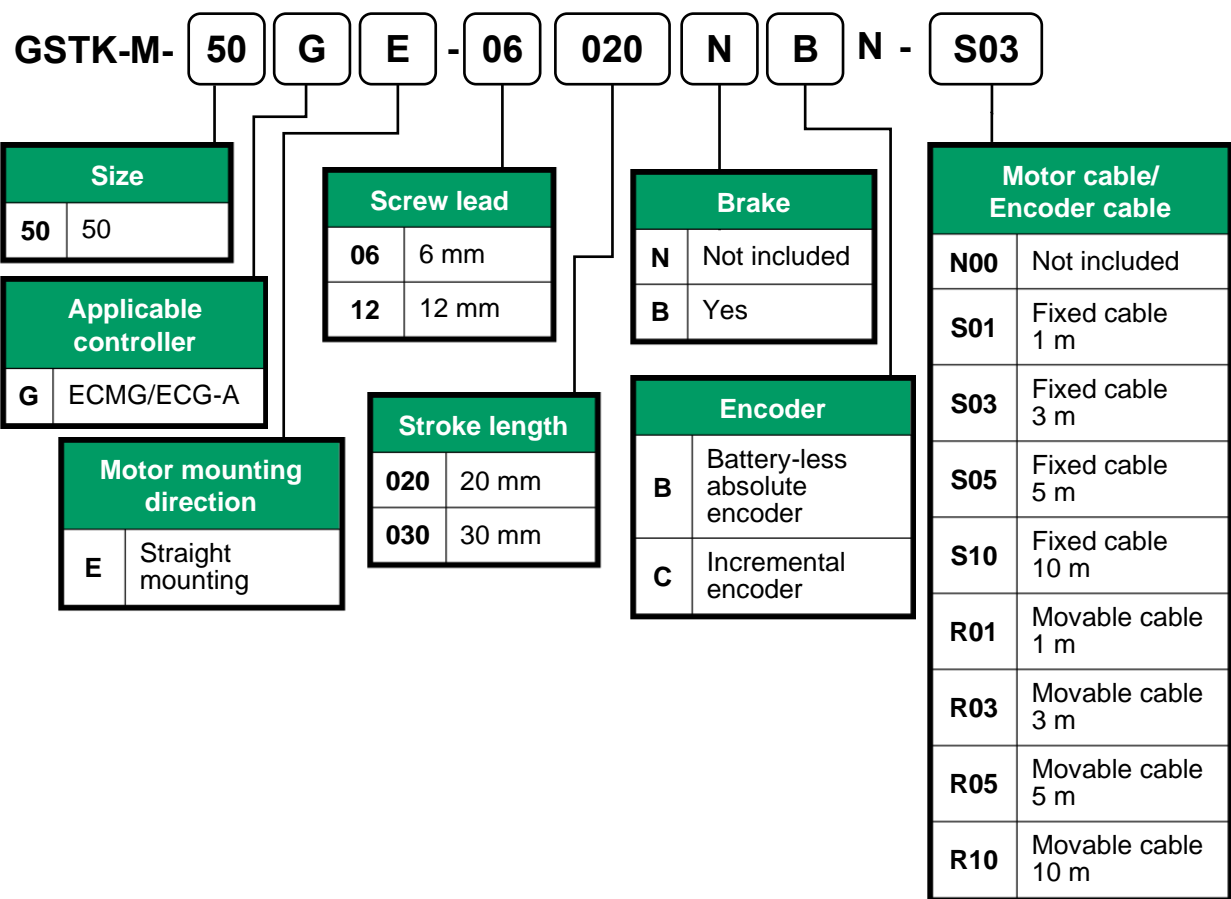 GSTK-M- 50 G E - 06 020 N B N - S03
Size
50 50
Applicable
controller
G ECMG/ECG-A
Motor mounting
direction
E Straight
mounting
Screw lead
06 6 mm
12 12 mm
Stroke length
020 20 mm
030 30 mm
Brake
N Not included
B Yes
Encoder
B Battery-less
absolute
encoder
C Incremental
encoder
Motor cable/
Encoder cable
N00 Not included
S01 Fixed cable
1 m
S03 Fixed cable
3 m
S05 Fixed cable
5 m
S10 Fixed cable
10 m
R01 Movable cable
1 m
R03 Movable cable
3 m
R05 Movable cable
5 m
R10 Movable cable
10 m